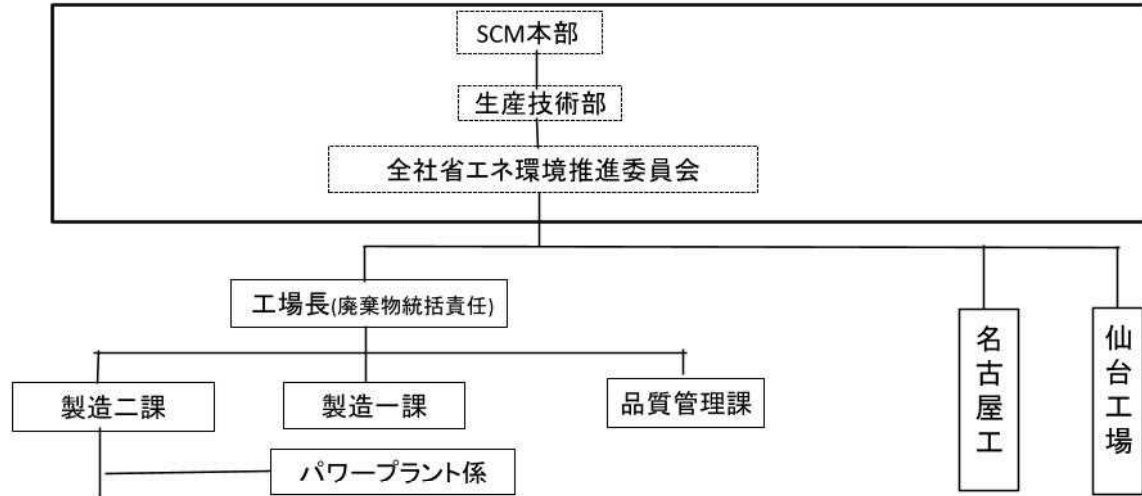 SCM本部
生産技術部
全社省エネ環境推進委員会
工場長(廃棄物統括責任)
名古屋工
仙台工場
製造二課
製造一課
品質管理課
パワープラント係